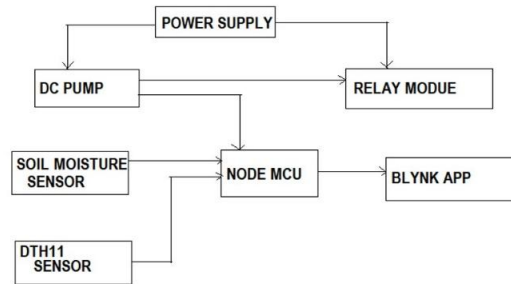 POWER SUPPLY
DC PUMP
RELAY MODUE
SOIL MOISTURE
SENSOR
NODE MCU
BLYNK APP
DTH11
SENSOR